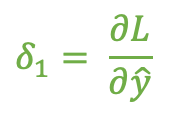 δ₁ = ∂L / ∂ŷ